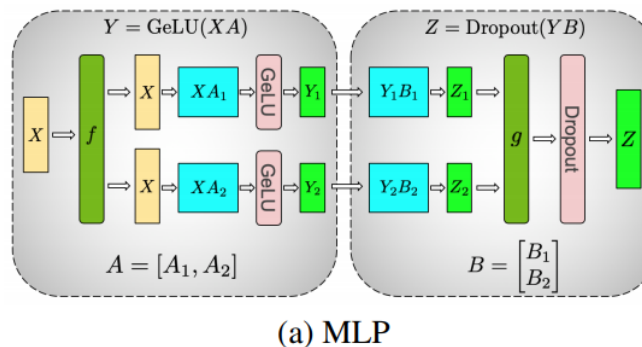 Y = GeLU(XA)
Z = Dropout(YB)
X
f
X
XA₁
GeLU
Y₁
Y₁B₁
Z₁
X
XA₂
GeLU
Y₂
Y₂B₂
Z₂
g
Dropout
Z
A = [A₁, A₂]
B = [B₁
B₂]
(a) MLP